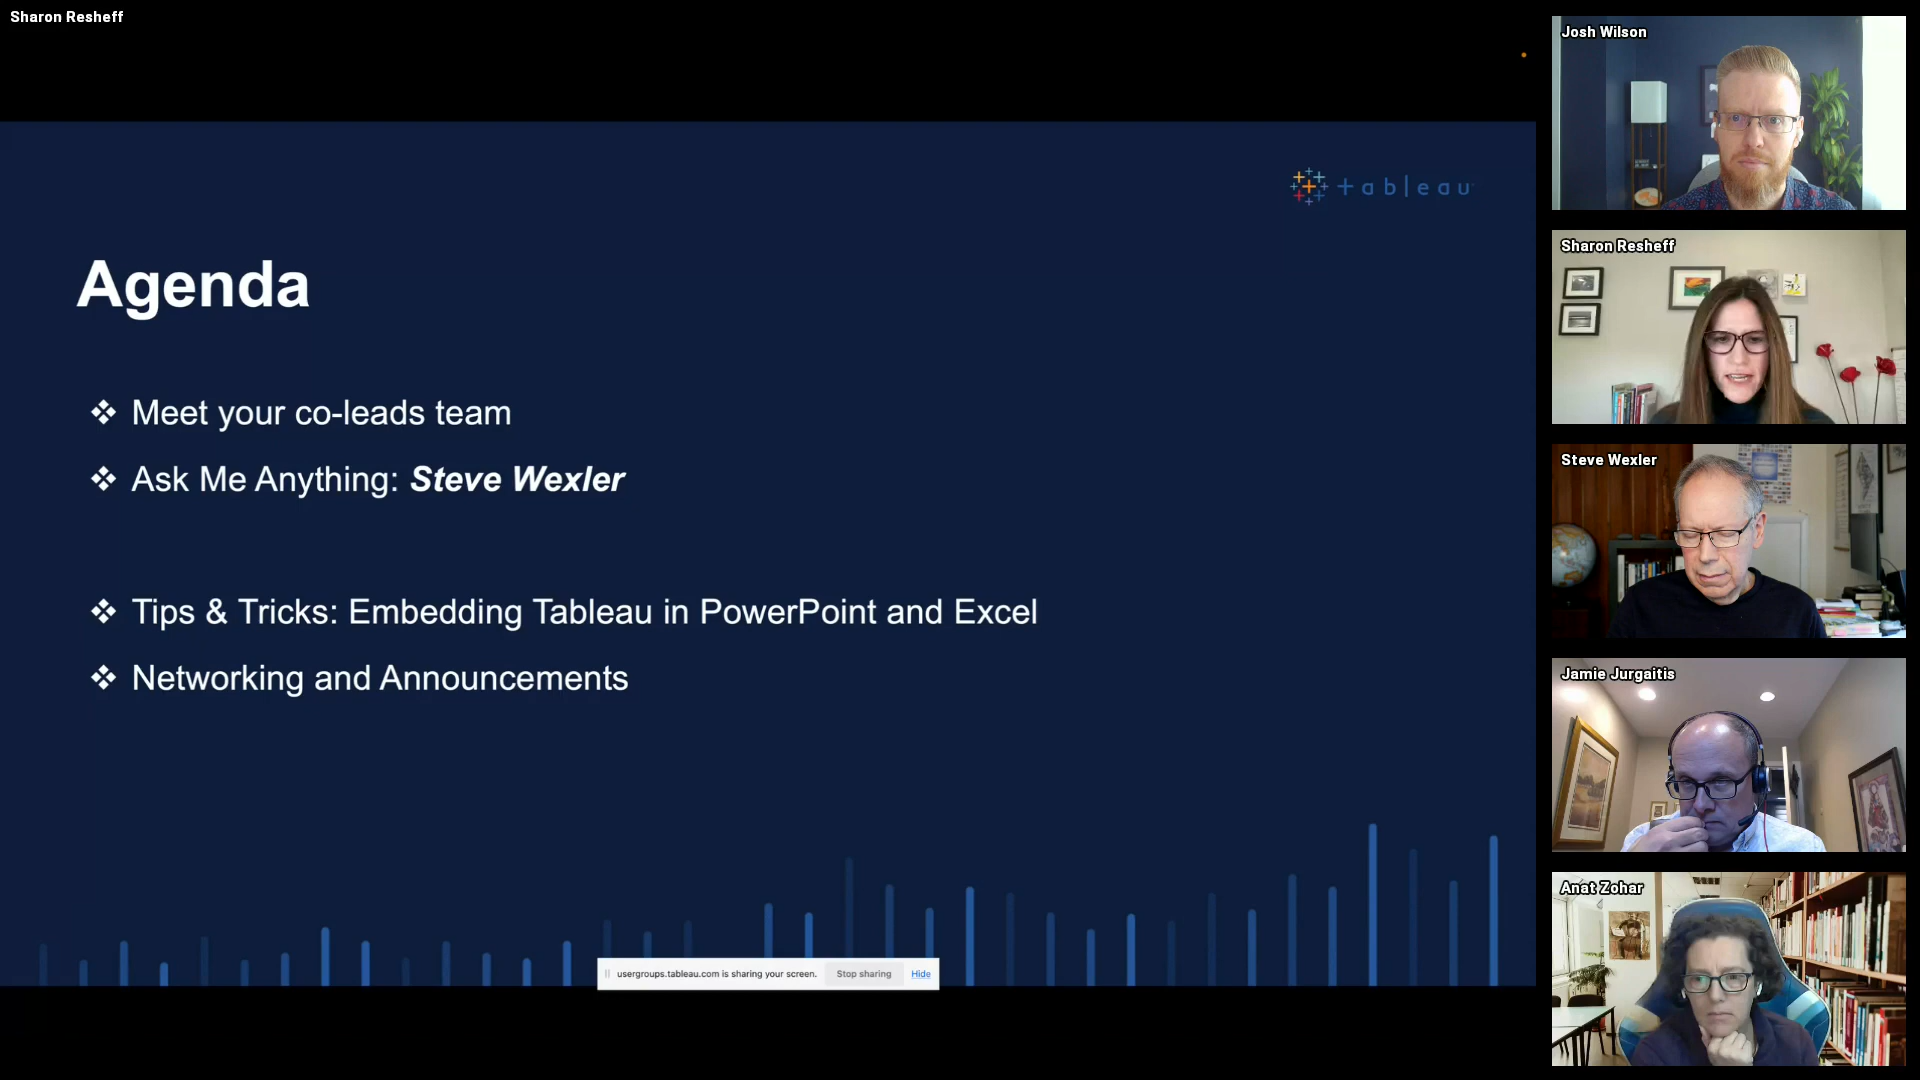 Sharon Resheff
tableau
Agenda
❖ Meet your co-leads team
❖ Ask Me Anything: Steve Wexler
❖ Tips & Tricks: Embedding Tableau in PowerPoint and Excel
❖ Networking and Announcements
usergroups.tableau.com is sharing your screen. Stop sharing Hide
Josh Wilson
Sharon Resheff
Steve Wexler
Jamie Jurgaitis
Anat Zohar